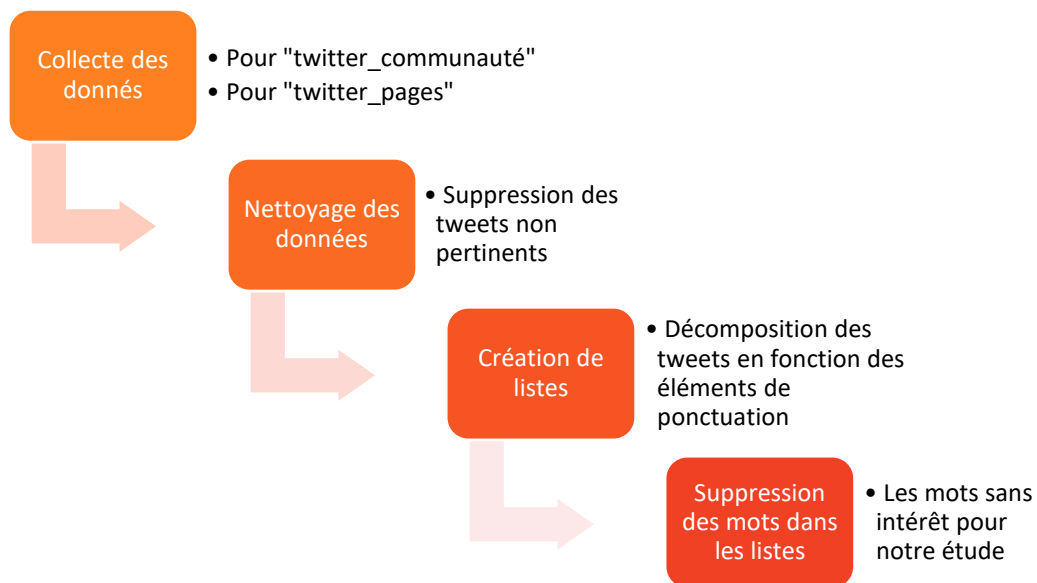 Collecte des
donnés
• Pour "twitter_communauté"
• Pour "twitter_pages"
Nettoyage des
données
• Suppression des
tweets non
pertinents
Création de
listes
• Décomposition des
tweets en fonction des
éléments de
ponctuation
Suppression
des mots dans
les listes
• Les mots sans
intérêt pour
notre étude